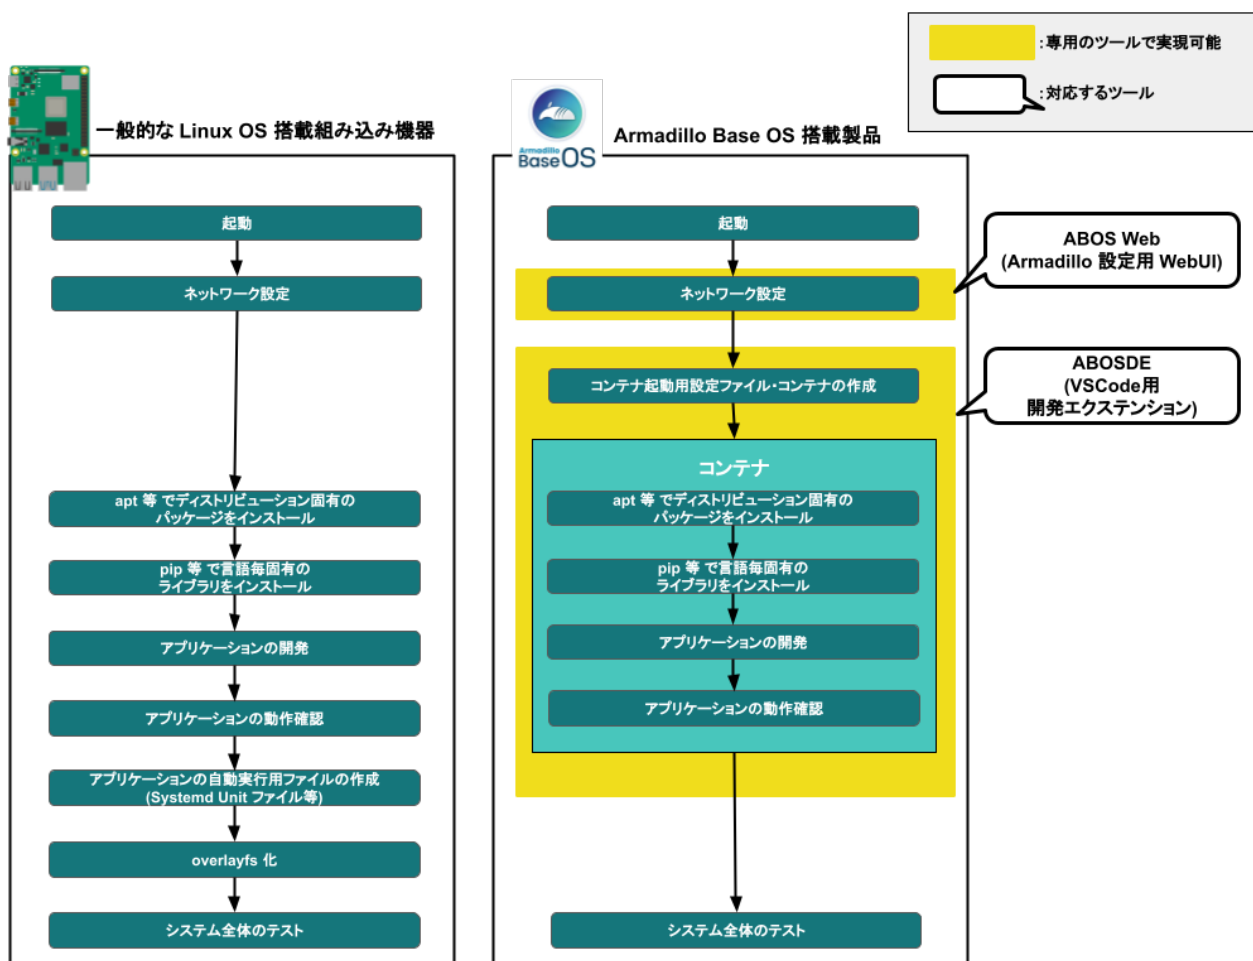 :専用のツールで実現可能
:対応するツール
一般的な Linux OS 搭載組み込み機器
起動
ネットワーク設定
apt 等 でディストリビューション固有の
パッケージをインストール
pip 等 で言語毎固有の
ライブラリをインストール
アプリケーションの開発
アプリケーションの動作確認
アプリケーションの自動実行用ファイルの作成
(Systemd Unit ファイル等)
overlayfs 化
システム全体のテスト
Armadillo
Base OS
Armadillo Base OS 搭載製品
起動
ネットワーク設定
コンテナ起動用設定ファイル・コンテナの作成
コンテナ
apt 等 でディストリビューション固有の
パッケージをインストール
pip 等 で言語毎固有の
ライブラリをインストール
アプリケーションの開発
アプリケーションの動作確認
システム全体のテスト
ABOS Web
(Armadillo 設定用 WebUI)
ABOSDE
(VSCode用
開発エクステンション)